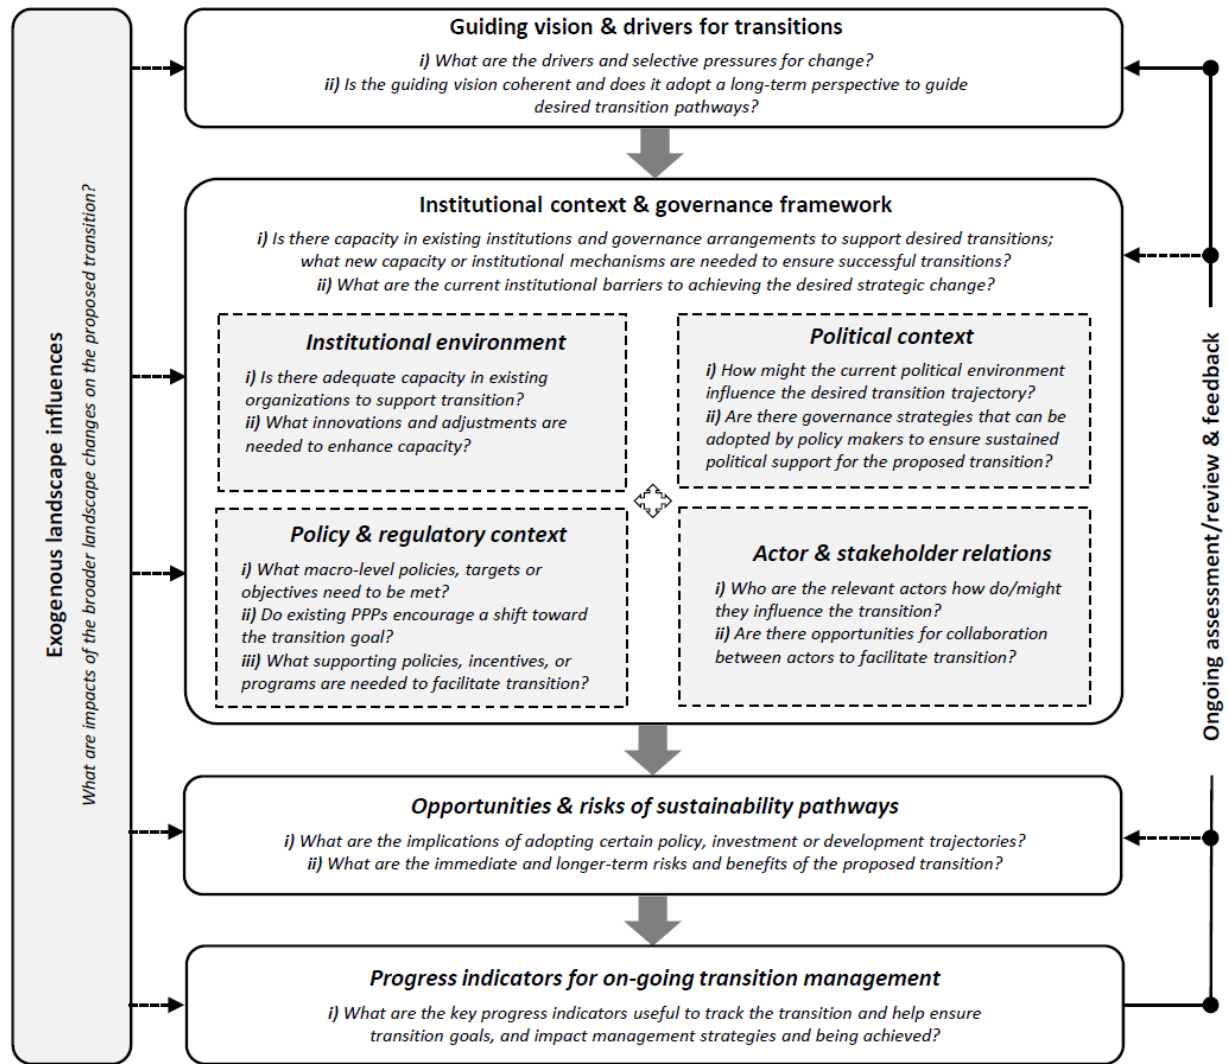 Exogenous landscape influences
What are impacts of the broader landscape changes on the proposed transition?
Guiding vision & drivers for transitions
i) What are the drivers and selective pressures for change?
ii) Is the guiding vision coherent and does it adopt a long-term perspective to guide
desired transition pathways?
Institutional context & governance framework
i) Is there capacity in existing institutions and governance arrangements to support desired transitions;
what new capacity or institutional mechanisms are needed to ensure successful transitions?
ii) What are the current institutional barriers to achieving the desired strategic change?
Institutional environment
i) Is there adequate capacity in existing
organizations to support transition?
ii) What innovations and adjustments are
needed to enhance capacity?
Political context
i) How might the current political environment
influence the desired transition trajectory?
ii) Are there governance strategies that can be
adopted by policy makers to ensure sustained
political support for the proposed transition?
Policy & regulatory context
i) What macro-level policies, targets or
objectives need to be met?
ii) Do existing PPPs encourage a shift toward
the transition goal?
iii) What supporting policies, incentives, or
programs are needed to facilitate transition?
Actor & stakeholder relations
i) Who are the relevant actors how do/might
they influence the transition?
ii) Are there opportunities for collaboration
between actors to facilitate transition?
Opportunities & risks of sustainability pathways
i) What are the implications of adopting certain policy, investment or development trajectories?
ii) What are the immediate and longer-term risks and benefits of the proposed transition?
Progress indicators for on-going transition management
i) What are the key progress indicators useful to track the transition and help ensure
transition goals, and impact management strategies and being achieved?
Ongoing assessment/review & feedback